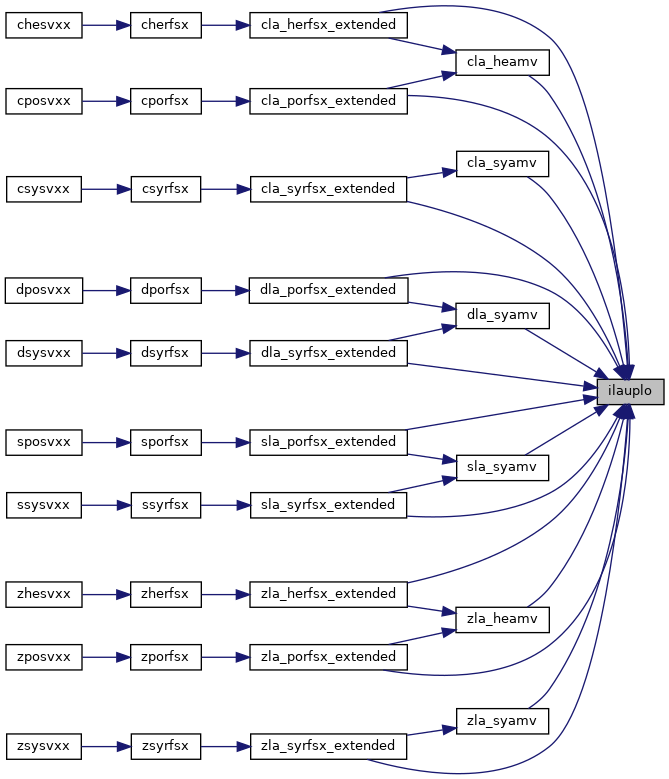 chesvxx cherfsx cla_herfsx_extended
cla_heamv
cposvxx cporfsx cla_porfsx_extended
cla_syamv
csysvxx csyrfsx cla_syrfsx_extended
dposvxx dporfsx dla_porfsx_extended
dla_syamv
dsysvxx dsyrfsx dla_syrfsx_extended
ilauplo
sposvxx sporfsx sla_porfsx_extended
sla_syamv
ssysvxx ssyrfsx sla_syrfsx_extended
zhesvxx zherfsx zla_herfsx_extended
zla_heamv
zposvxx zporfsx zla_porfsx_extended
zla_syamv
zsysvxx zsyrfsx zla_syrfsx_extended